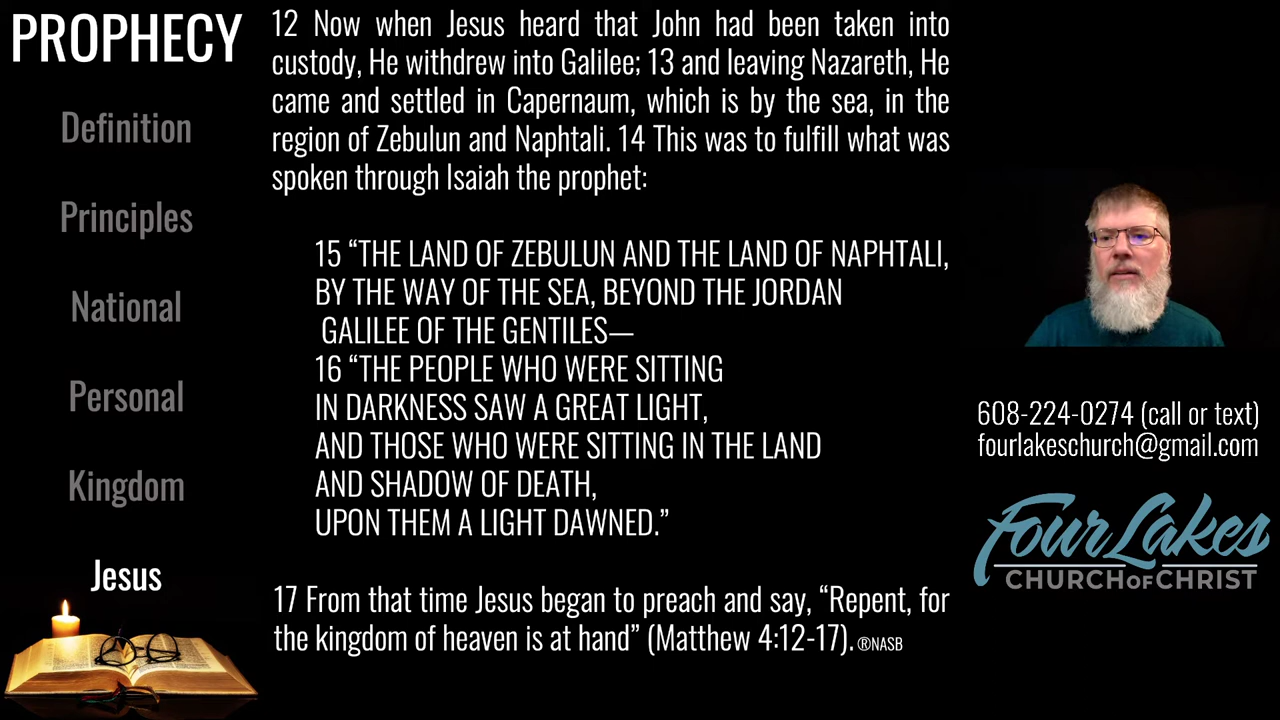 PROPHECY
Definition
Principles
National
Personal
Kingdom
Jesus
12 Now when Jesus heard that John had been taken into
custody, He withdrew into Galilee; 13 and leaving Nazareth, He
came and settled in Capernaum, which is by the sea, in the
region of Zebulun and Naphtali. 14 This was to fulfill what was
spoken through Isaiah the prophet:
15 “THE LAND OF ZEBULUN AND THE LAND OF NAPHTALI,
BY THE WAY OF THE SEA, BEYOND THE JORDAN
GALILEE OF THE GENTILES—
16 “THE PEOPLE WHO WERE SITTING
IN DARKNESS SAW A GREAT LIGHT,
AND THOSE WHO WERE SITTING IN THE LAND
AND SHADOW OF DEATH,
UPON THEM A LIGHT DAWNED.”
17 From that time Jesus began to preach and say, “Repent, for
the kingdom of heaven is at hand” (Matthew 4:12-17). ®NASB
608-224-0274 (call or text)
fourlakeschurch@gmail.com
Four Lakes
CHURCH OF CHRIST